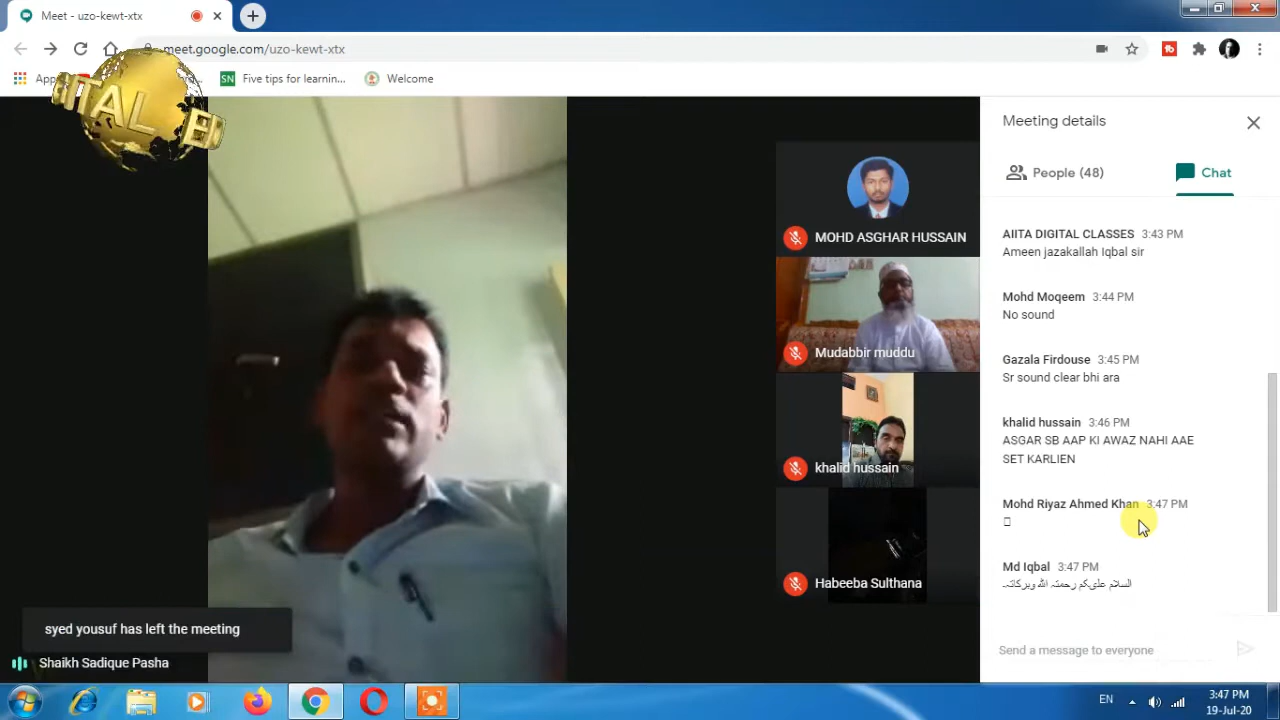 Meet - uzo-kewt-xtx
meet.google.com/uzo-kewt-xtx
Five tips for learnin...
Welcome
ITAL
Meeting details
People (48)
Chat
AIITA DIGITAL CLASSES 3:43 PM
Ameen jazakallah Iqbal sir
Mohd Moqeem 3:44 PM
No sound
Gazala Firdouse 3:45 PM
Sr sound clear bhi ara
khalid hussain 3:46 PM
ASGAR SB AAP KI AWAZ NAHI AAE
SET KARLIEN
Mohd Riyaz Ahmed Khan 3:47 PM
Md Iqbal 3:47 PM
السلام علیکم رحمتہ اللہ وبرکاتہ
Send a message to everyone
MOHD ASGHAR HUSSAIN
Mudabbir muddu
khalid hussain
Habeeba Sulthana
syed yousuf has left the meeting
Shaikh Sadique Pasha
EN
3:47 PM
19-Jul-20